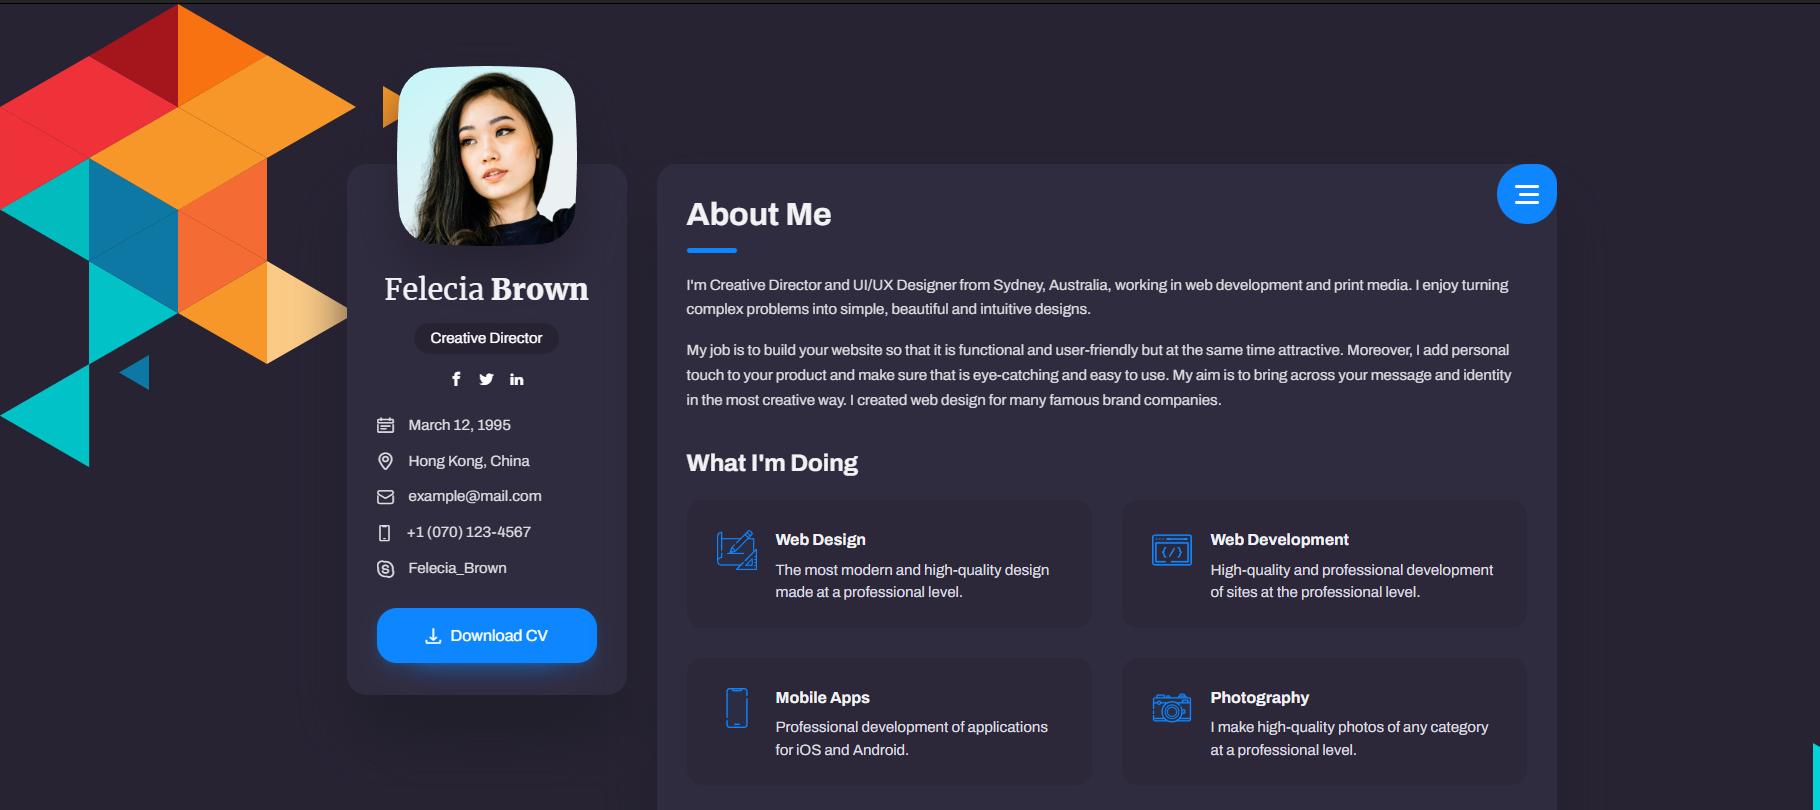 Felecia Brown
Creative Director
March 12, 1995
Hong Kong, China
example@mail.com
+1 (070) 123-4567
Felecia_Brown
Download CV
About Me
I'm Creative Director and UI/UX Designer from Sydney, Australia, working in web development and print media. I enjoy turning
complex problems into simple, beautiful and intuitive designs.
My job is to build your website so that it is functional and user-friendly but at the same time attractive. Moreover, I add personal
touch to your product and make sure that is eye-catching and easy to use. My aim is to bring across your message and identity
in the most creative way. I created web design for many famous brand companies.
What I'm Doing
Web Design
The most modern and high-quality design
made at a professional level.
Web Development
High-quality and professional development
of sites at the professional level.
Mobile Apps
Professional development of applications
for iOS and Android.
Photography
I make high-quality photos of any category
at a professional level.